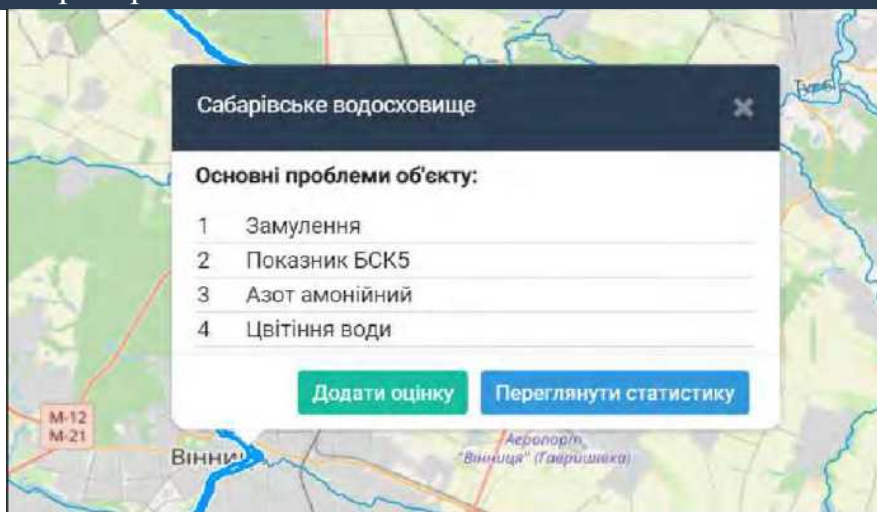 Сабарівське водосховище
Основні проблеми об'єкту:
1 Замулення
2 Показник БСК5
3 Азот амонійний
4 Цвітіння води
Додати оцінку
Переглянути статистику
М-12
М-21
Аеропорт
"Вінниця" (Гавришівка)